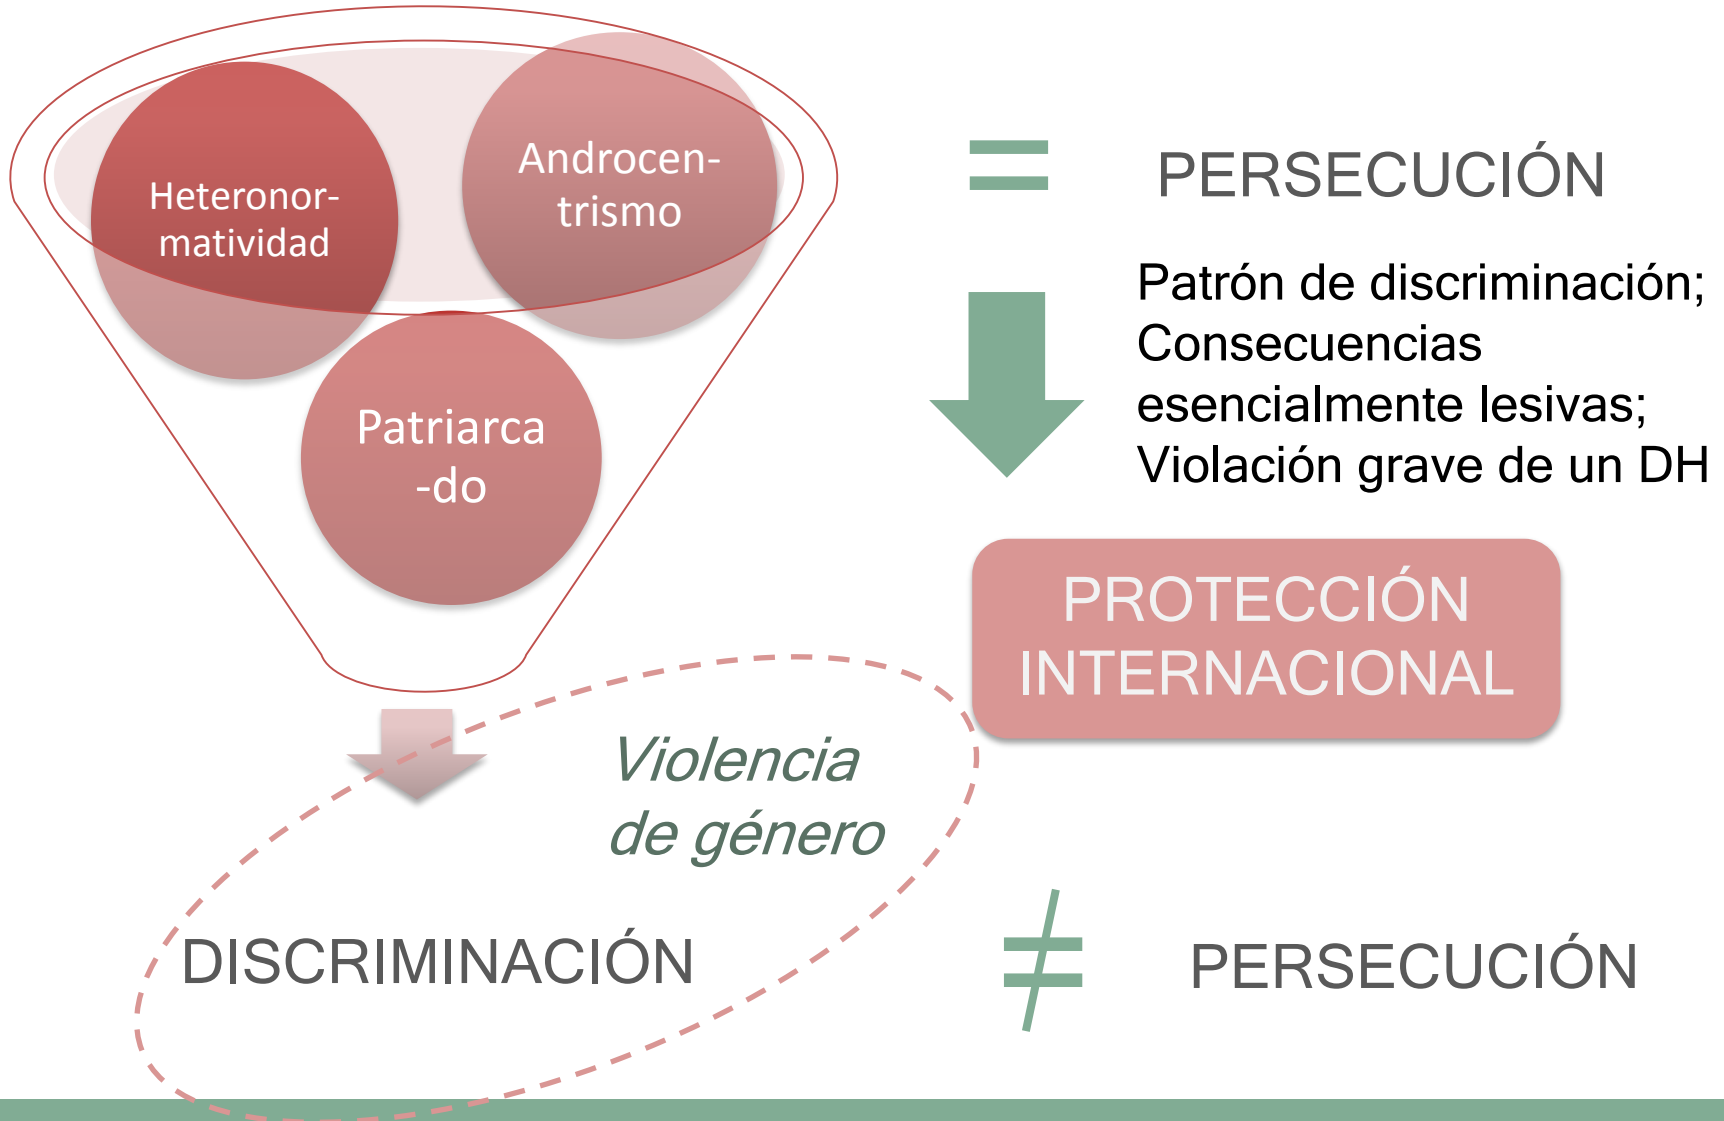 Heteronor-
matividad
Androcen-
trismo
Patriarca
-do
= PERSECUCIÓN
Patrón de discriminación;
Consecuencias
esencialmente lesivas;
Violación grave de un DH
PROTECCIÓN
INTERNACIONAL
Violencia
de género
DISCRIMINACIÓN ≠ PERSECUCIÓN